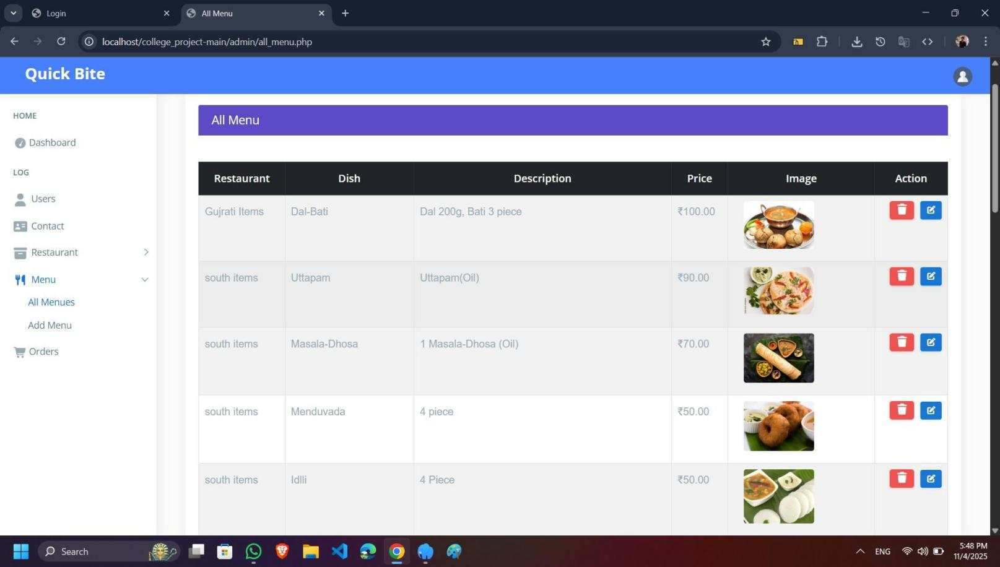 Login
All Menu
localhost/college_project-main/admin/all_menu.php
Quick Bite
HOME
Dashboard
LOG
Users
Contact
Restaurant
Menu
All Menues
Add Menu
Orders
All Menu
Restaurant Dish Description Price Image Action
Gujrati Items Dal-Bati Dal 200g, Bati 3 piece ₹100.00
south items Uttapam Uttapam(Oil) ₹90.00
south items Masala-Dhosa 1 Masala-Dhosa (Oil) ₹70.00
south items Menduvada 4 piece ₹50.00
south items Idlli 4 Piece ₹50.00
Search
ENG
5:48 PM
11/4/2025